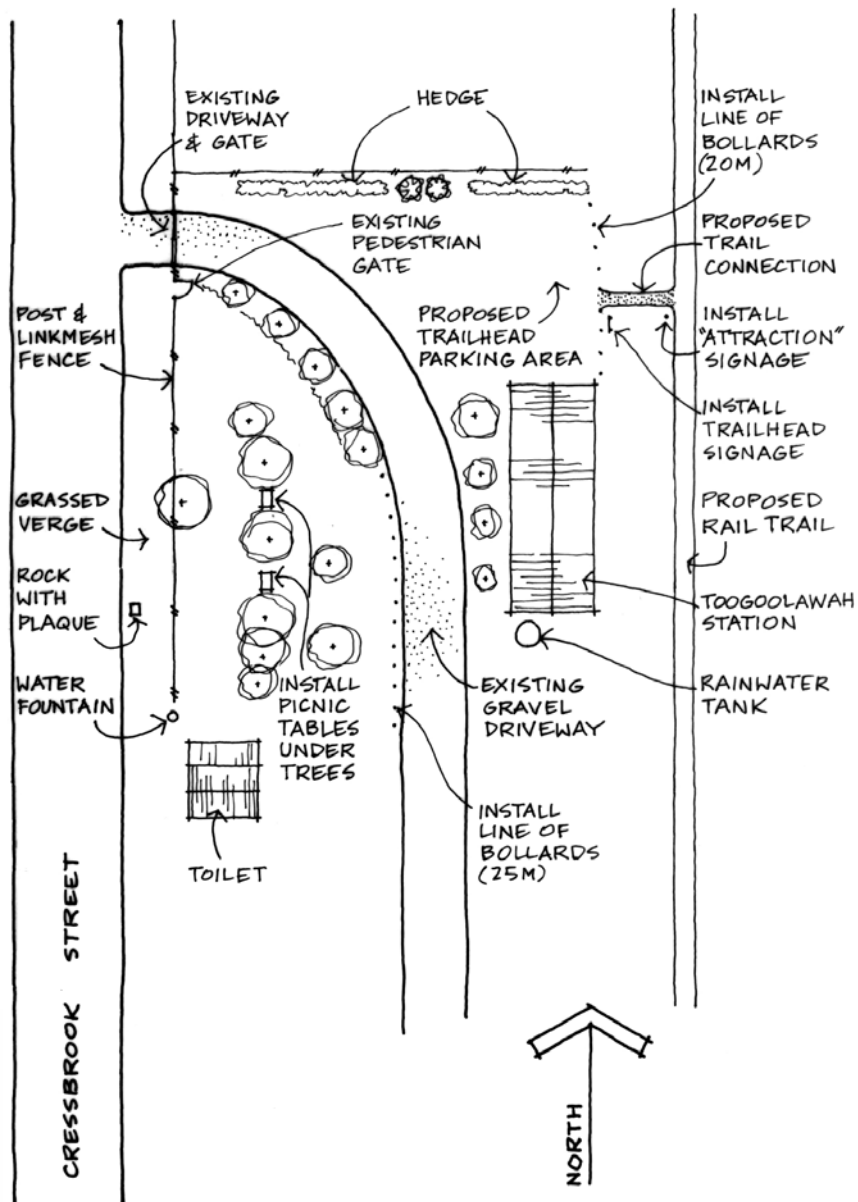 EXISTING
DRIVEWAY
& GATE
HEDGE
INSTALL
LINE OF
BOLLARDS
(20M)
EXISTING
PEDESTRIAN
GATE
PROPOSED
TRAIL
CONNECTION
POST &
LINKMESH
FENCE
PROPOSED
TRAILHEAD
PARKING AREA
INSTALL
"ATTRACTION"
SIGNAGE
INSTALL
TRAILHEAD
SIGNAGE
GRASSED
VERGE
PROPOSED
RAIL TRAIL
ROCK
WITH
PLAQUE
TOOGOOLAWAH
STATION
WATER
FOUNTAIN
INSTALL
PICNIC
TABLES
UNDER
TREES
EXISTING
GRAVEL
DRIVEWAY
RAINWATER
TANK
TOILET
INSTALL
LINE OF
BOLLARDS
(25M)
CRESSBROOK STREET
NORTH